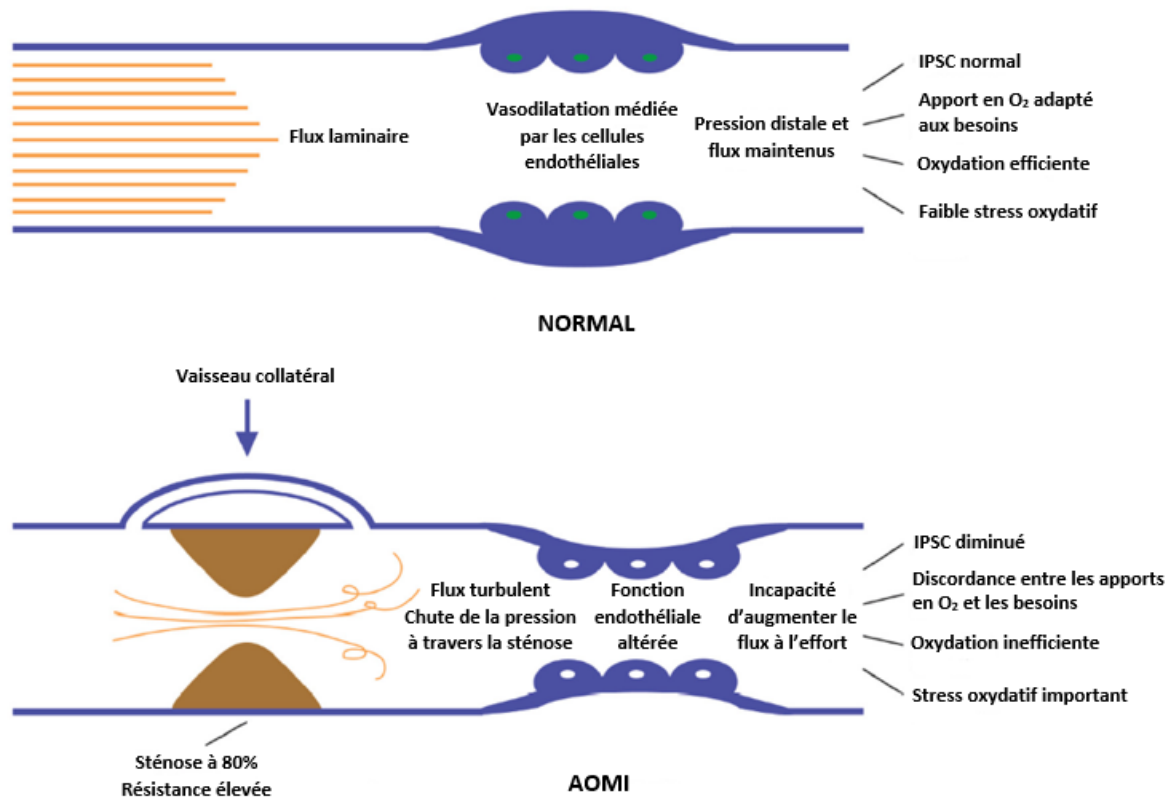 Flux laminaire
Vasodilatation médiée
par les cellules
endothéliales
Pression distale et
flux maintenus
IPSC normal
Apport en O₂ adapté
aux besoins
Oxydation efficiente
Faible stress oxydatif
NORMAL
Vaisseau collatéral
Flux turbulent
Chute de la pression
à travers la sténose
Fonction
endothéliale
altérée
Incapacité
d’augmenter le
flux à l’effort
IPSC diminué
Discordance entre les apports
en O₂ et les besoins
Oxydation inefficiente
Stress oxydatif important
Sténose à 80%
Résistance élevée
AOMI